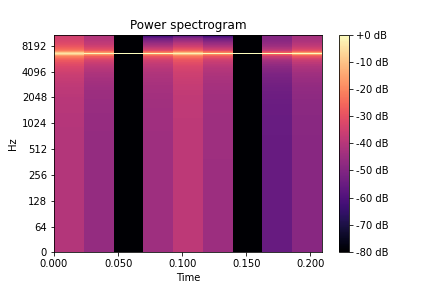 Power spectrogram
Hz
8192
4096
2048
1024
512
256
128
64
0
0.000 0.050 0.100 0.150 0.200
Time
+0 dB
-10 dB
-20 dB
-30 dB
-40 dB
-50 dB
-60 dB
-70 dB
-80 dB